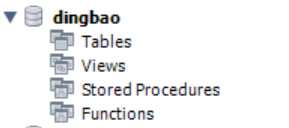 dingbao
Tables
Views
Stored Procedures
Functions